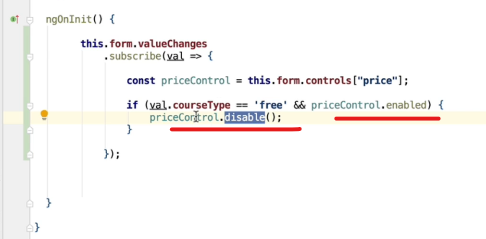 ngOnInit() {
this.form.valueChanges
.subscribe(val => {
const priceControl = this.form.controls["price"];
if (val.courseType == 'free' && priceControl.enabled) {
priceControl.disable();
}
});
}
}